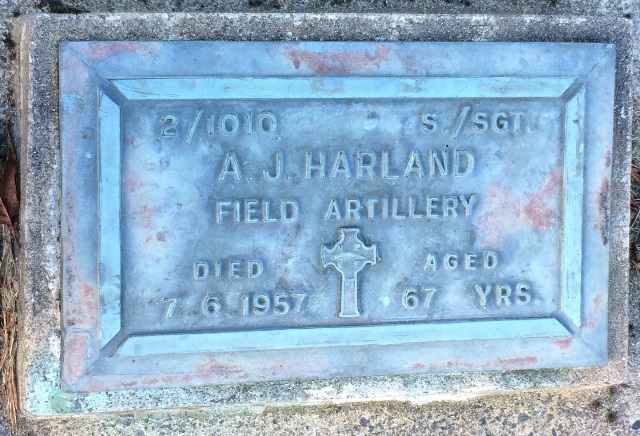 2/1010 S./SGT.
A. J. HARLAND
FIELD ARTILLERY
DIED AGED
7. 6. 1957 67 YRS.